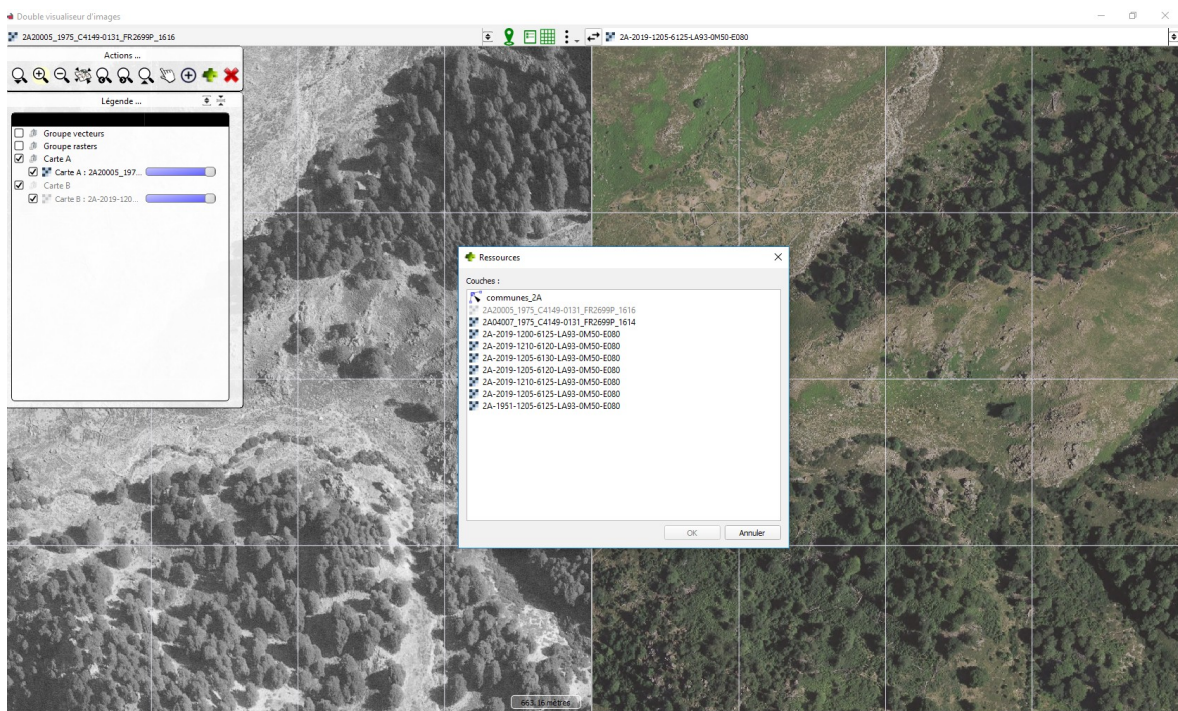 Double visualiseur d'images
2A20005_1975_C4149-0131_FR2699P_1616
2A-2019-1205-6125-LA93-0M50-E080
Actions ...
Légende ...
Groupe vecteurs
Groupe rasters
Carte A
Carte A : 2A20005_197...
Carte B
Carte B : 2A-2019-120...
Ressources
Couches :
communes_2A
2A20005_1975_C4149-0131_FR2699P_1616
2A04007_1975_C4149-0131_FR2699P_1614
2A-2019-1200-6125-LA93-0M50-E080
2A-2019-1210-6120-LA93-0M50-E080
2A-2019-1205-6130-LA93-0M50-E080
2A-2019-1205-6120-LA93-0M50-E080
2A-2019-1210-6125-LA93-0M50-E080
2A-2019-1205-6125-LA93-0M50-E080
2A-1951-1205-6125-LA93-0M50-E080
OK Annuler
663.16 mètres